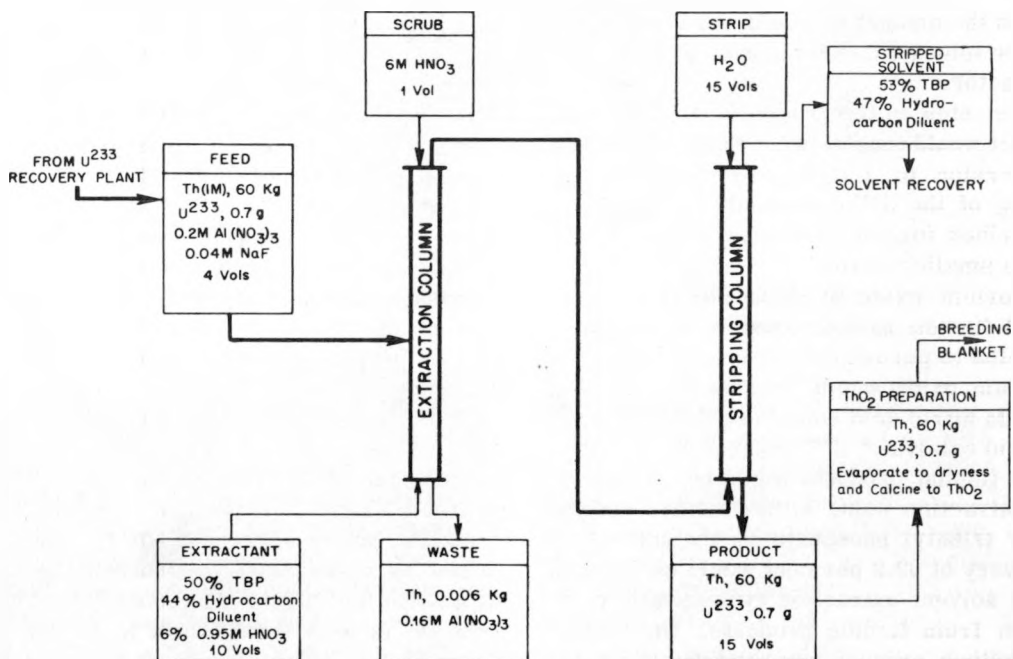 SCRUB
6M HNO₃
1 Vol
STRIP
H₂O
15 Vols
STRIPPED
SOLVENT
53% TBP
47% Hydro-
carbon Diluent
SOLVENT RECOVERY
FROM U²³³
RECOVERY PLANT
FEED
Th(IM), 60 Kg
U²³³, 0.7 g
0.2M Al(NO₃)₃
0.04M NaF
4 Vols
EXTRACTION COLUMN
STRIPPING COLUMN
BREEDING
BLANKET
ThO₂ PREPARATION
Th, 60 Kg
U²³³, 0.7 g
Evaporate to dryness
and Calcine to ThO₂
EXTRACTANT
50% TBP
44% Hydrocarbon
Diluent
6% 0.95M HNO₃
10 Vols
WASTE
Th, 0.006 Kg
0.16M Al(NO₃)₃
PRODUCT
Th, 60 Kg
U²³³, 0.7 g
15 Vols